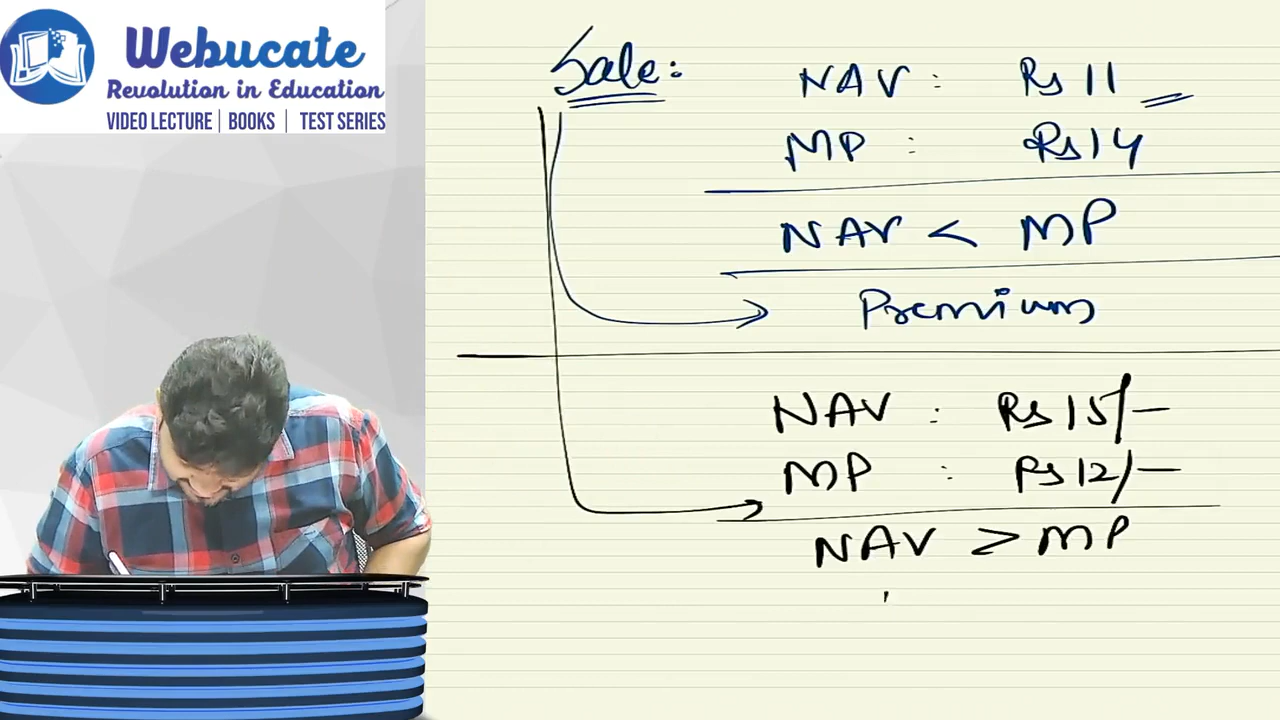 Webucate
Revolution in Education
VIDEO LECTURE | BOOKS | TEST SERIES
Sale:
NAV : Rs 11
MP : Rs 14
NAV < MP
Premium
NAV : Rs 15/-
MP : Rs 12/-
NAV > MP